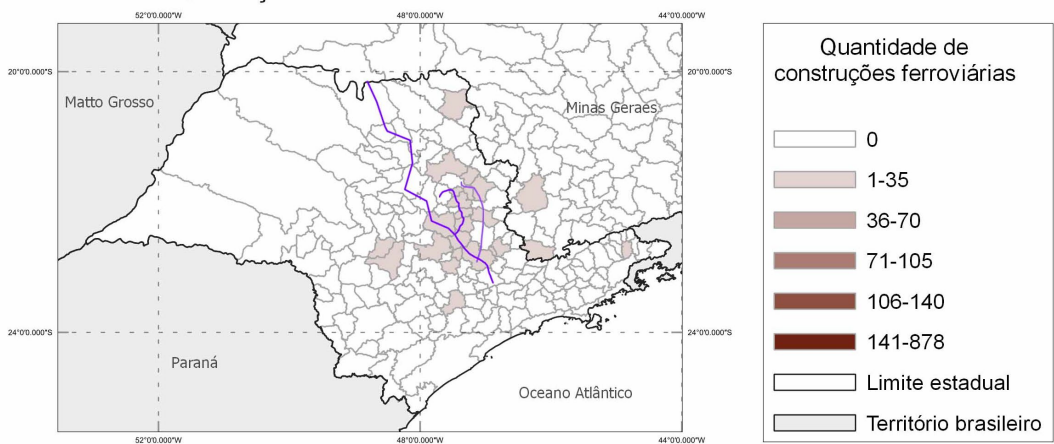 52°0'0.000"W
48°0'0.000"W
44°0'0.000"W
20°0'0.000"S
20°0'0.000"S
Matto Grosso
Minas Geraes
24°0'0.000"S
24°0'0.000"S
Paraná
Oceano Atlântico
52°0'0.000"W
48°0'0.000"W
44°0'0.000"W
Quantidade de
construções ferroviárias
0
1-35
36-70
71-105
106-140
141-878
Limite estadual
Território brasileiro